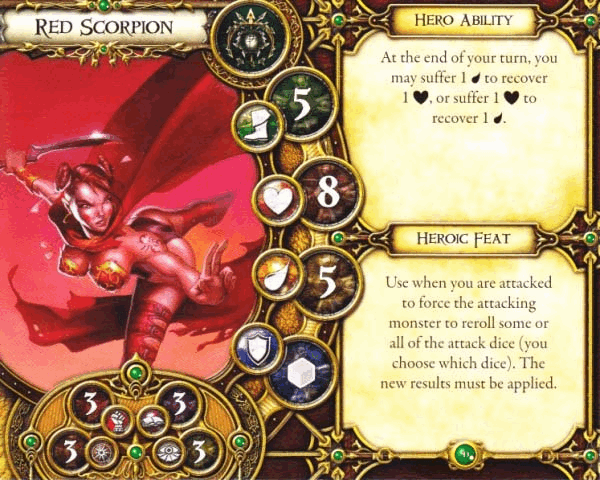 RED SCORPION
5
8
5
3
3
3
3
HERO ABILITY
At the end of your turn, you
may suffer 1 to recover
1 , or suffer 1 to
recover 1 .
HEROIC FEAT
Use when you are attacked
to force the attacking
monster to reroll some or
all of the attack dice (you
choose which dice). The
new results must be applied.